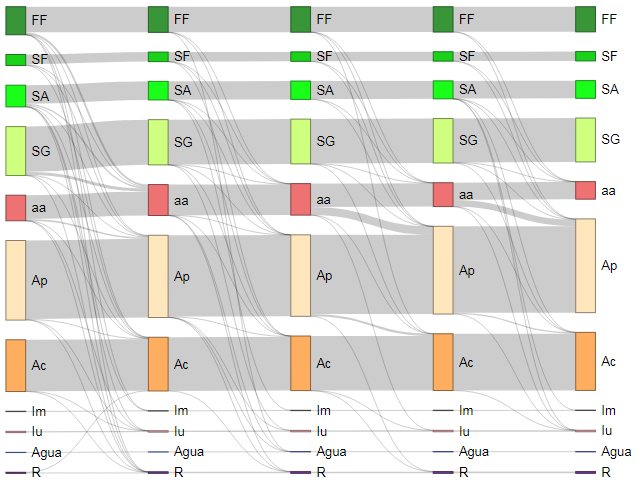 FF FF FF FF FF
SF SF SF SF SF
SA SA SA SA SA
SG SG SG SG SG
aa aa aa aa aa
Ap Ap Ap Ap Ap
Ac Ac Ac Ac Ac
Im Im Im Im Im
Iu Iu Iu Iu Iu
Agua Agua Agua Agua Agua
R R R R R